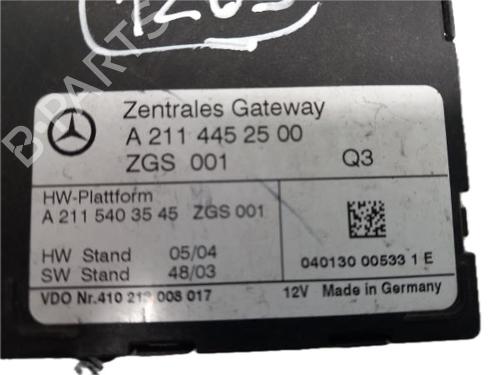 Zentrales Gateway
A 211 445 25 00
ZGS 001 Q3
HW-Plattform
A 211 540 35 45 ZGS 001
HW Stand 05/04
SW Stand 48/03
040130 00533 1 E
VDO Nr.410 212 008 017 12V Made in Germany
B-PARTS